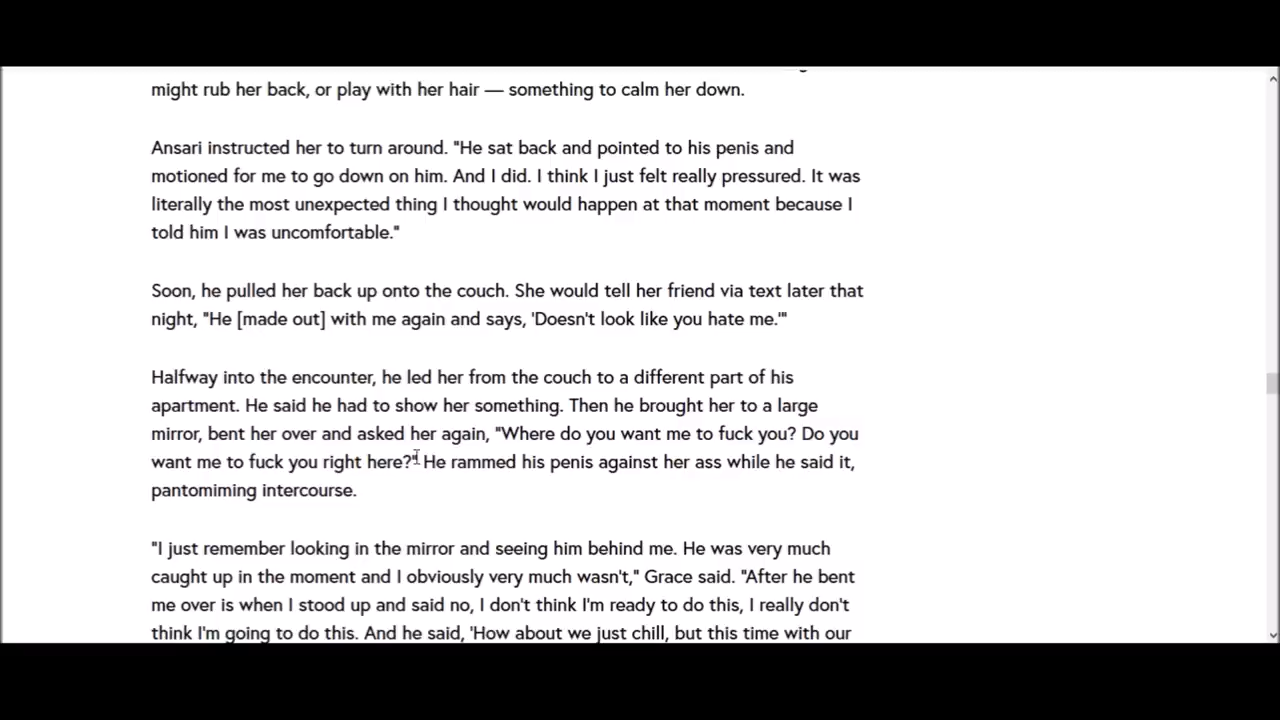 might rub her back, or play with her hair — something to calm her down.
Ansari instructed her to turn around. "He sat back and pointed to his penis and
motioned for me to go down on him. And I did. I think I just felt really pressured. It was
literally the most unexpected thing I thought would happen at that moment because I
told him I was uncomfortable."
Soon, he pulled her back up onto the couch. She would tell her friend via text later that
night, "He [made out] with me again and says, 'Doesn't look like you hate me.'"
Halfway into the encounter, he led her from the couch to a different part of his
apartment. He said he had to show her something. Then he brought her to a large
mirror, bent her over and asked her again, "Where do you want me to fuck you? Do you
want me to fuck you right here?" He rammed his penis against her ass while he said it,
pantomiming intercourse.
"I just remember looking in the mirror and seeing him behind me. He was very much
caught up in the moment and I obviously very much wasn't," Grace said. "After he bent
me over is when I stood up and said no, I don't think I'm ready to do this, I really don't
think I'm going to do this. And he said, 'How about we just chill, but this time with our